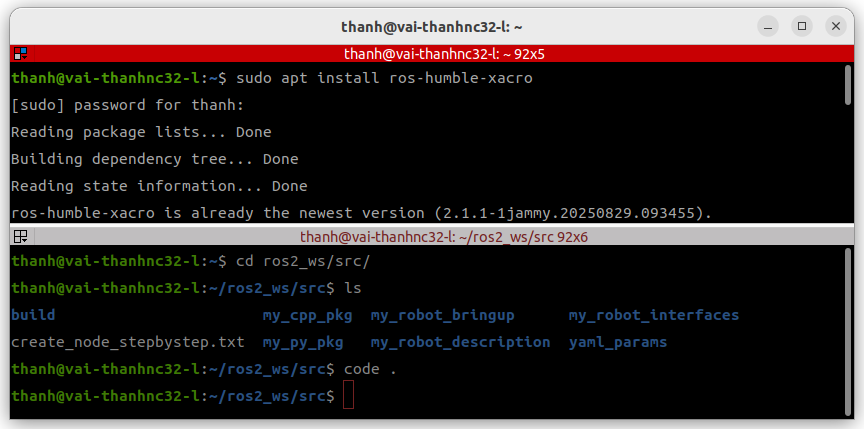 thanh@vai-thanhnc32-l: ~
thanh@vai-thanhnc32-l: ~ 92x5
thanh@vai-thanhnc32-l:~$ sudo apt install ros-humble-xacro
[sudo] password for thanh:
Reading package lists... Done
Building dependency tree... Done
Reading state information... Done
ros-humble-xacro is already the newest version (2.1.1-1jammy.20250829.093455).
thanh@vai-thanhnc32-l: ~/ros2_ws/src 92x6
thanh@vai-thanhnc32-l:~$ cd ros2_ws/src/
thanh@vai-thanhnc32-l:~/ros2_ws/src$ ls
build my_cpp_pkg my_robot_bringup my_robot_interfaces
create_node_stepbystep.txt my_py_pkg my_robot_description yaml_params
thanh@vai-thanhnc32-l:~/ros2_ws/src$ code .
thanh@vai-thanhnc32-l:~/ros2_ws/src$